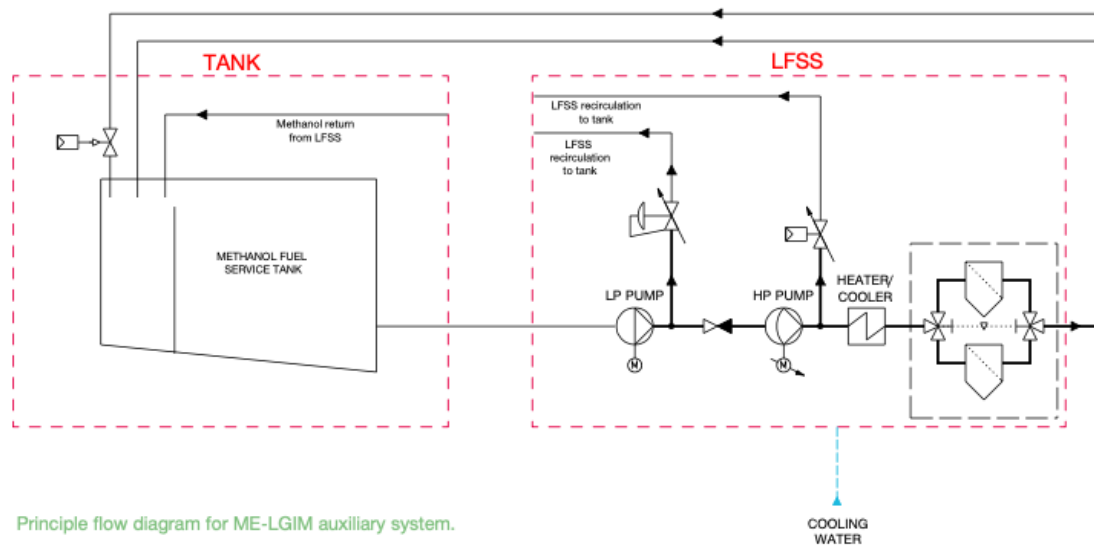 TANK
LFSS
Methanol return
from LFSS
LFSS recirculation
to tank
LFSS
recirculation
to tank
METHANOL FUEL
SERVICE TANK
LP PUMP
HP PUMP
HEATER/
COOLER
M
M
Principle flow diagram for ME-LGIM auxiliary system.
COOLING
WATER